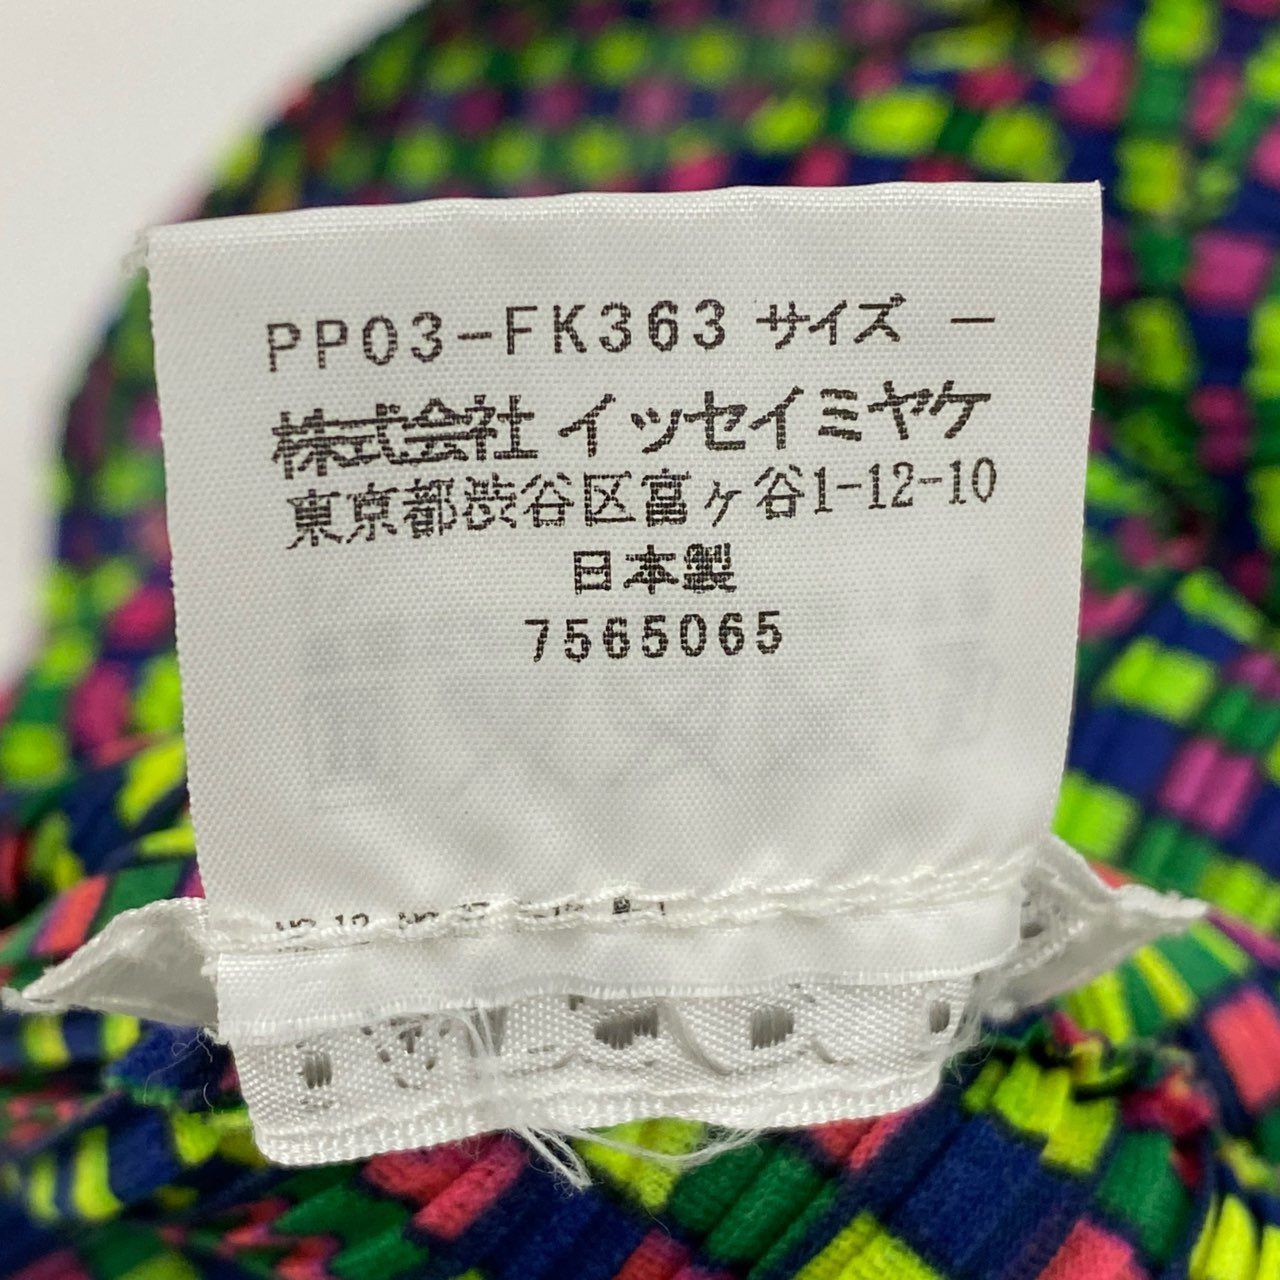 PP03-FK363 サイズ -
株式会社 イッセイミヤケ
東京都渋谷区富ヶ谷1-12-10
日本製
7565065